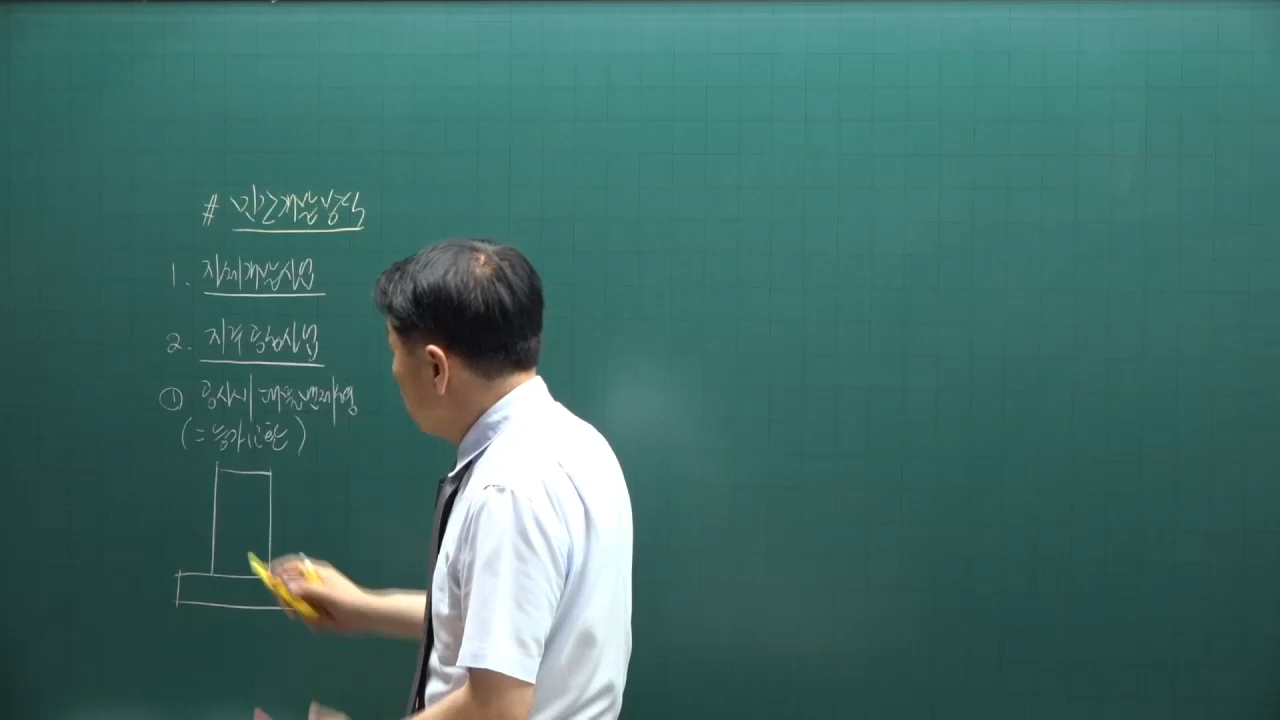 # 민간개발방식
1. 자체개발사업
2. 지주공동사업
① 공사비 대물변제형
(= 등가교환)